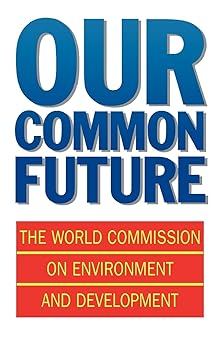 OUR
COMMON
FUTURE
THE WORLD COMMISSION
ON ENVIRONMENT
AND DEVELOPMENT